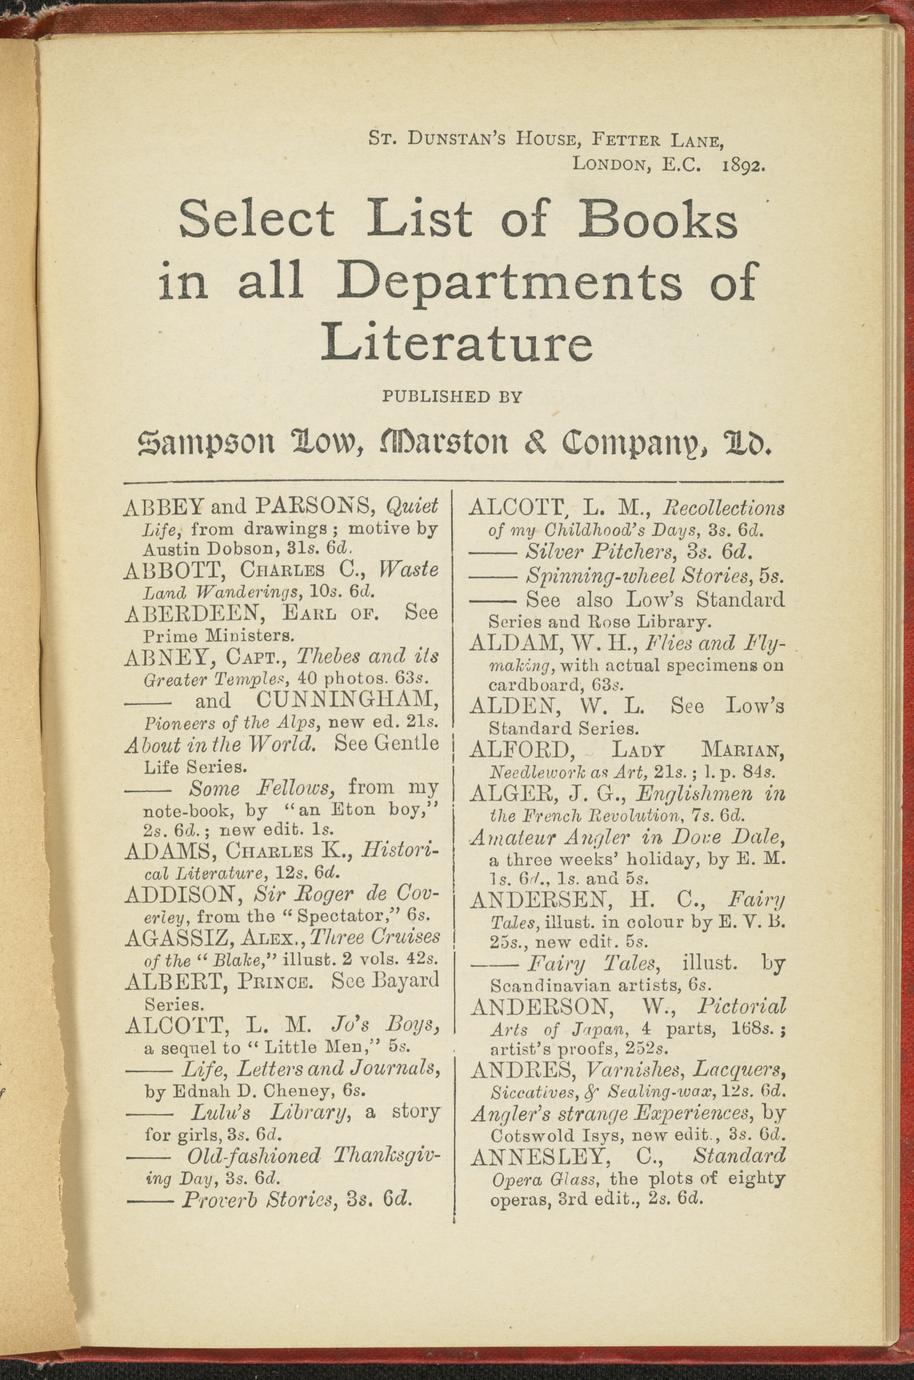 St. Dunstan's House, Fetter Lane,
London, E.C. 1892.
Select List of Books
in all Departments of
Literature
PUBLISHED BY
Sampson Low, Marston & Company, Ld.
ABBEY and PARSONS, Quiet
Life, from drawings; motive by
Austin Dobson, 31s. 6d.
ABBOTT, Charles C., Waste
Land Wanderings, 10s. 6d.
ABERDEEN, Earl of. See
Prime Ministers.
ABNEY, Capt., Thebes and its
Greater Temples, 40 photos. 63s.
—— and CUNNINGHAM,
Pioneers of the Alps, new ed. 21s.
About in the World. See Gentle
Life Series.
—— Some Fellows, from my
note-book, by "an Eton boy,"
2s. 6d.; new edit. 1s.
ADAMS, Charles K., Histori-
cal Literature, 12s. 6d.
ADDISON, Sir Roger de Cov-
erley, from the "Spectator," 6s.
AGASSIZ, Alex., Three Cruises
of the "Blake," illust. 2 vols. 42s.
ALBERT, Prince. See Bayard
Series.
ALCOTT, L. M. Jo's Boys,
a sequel to "Little Men," 5s.
—— Life, Letters and Journals,
by Ednah D. Cheney, 6s.
—— Lulu's Library, a story
for girls, 3s. 6d.
—— Old-fashioned Thanksgiv-
ing Day, 3s. 6d.
—— Proverb Stories, 3s. 6d.
ALCOTT, L. M., Recollections
of my Childhood's Days, 3s. 6d.
—— Silver Pitchers, 3s. 6d.
—— Spinning-wheel Stories, 5s.
—— See also Low's Standard
Series and Rose Library.
ALDAM, W. H., Flies and Fly-
making, with actual specimens on
cardboard, 63s.
ALDEN, W. L. See Low's
Standard Series.
ALFORD, Lady Marian,
Needlework as Art, 21s.; l. p. 84s.
ALGER, J. G., Englishmen in
the French Revolution, 7s. 6d.
Amateur Angler in Dove Dale,
a three weeks' holiday, by E. M.
1s. 6d., 1s. and 5s.
ANDERSEN, H. C., Fairy
Tales, illust. in colour by E. V. B.
25s., new edit. 5s.
—— Fairy Tales, illust. by
Scandinavian artists, 6s.
ANDERSON, W., Pictorial
Arts of Japan, 4 parts, 168s.;
artist's proofs, 252s.
ANDRES, Varnishes, Lacquers,
Siccatives, & Sealing-wax, 12s. 6d.
Angler's strange Experiences, by
Cotswold Isys, new edit., 3s. 6d.
ANNESLEY, C., Standard
Opera Glass, the plots of eighty
operas, 3rd edit., 2s. 6d.